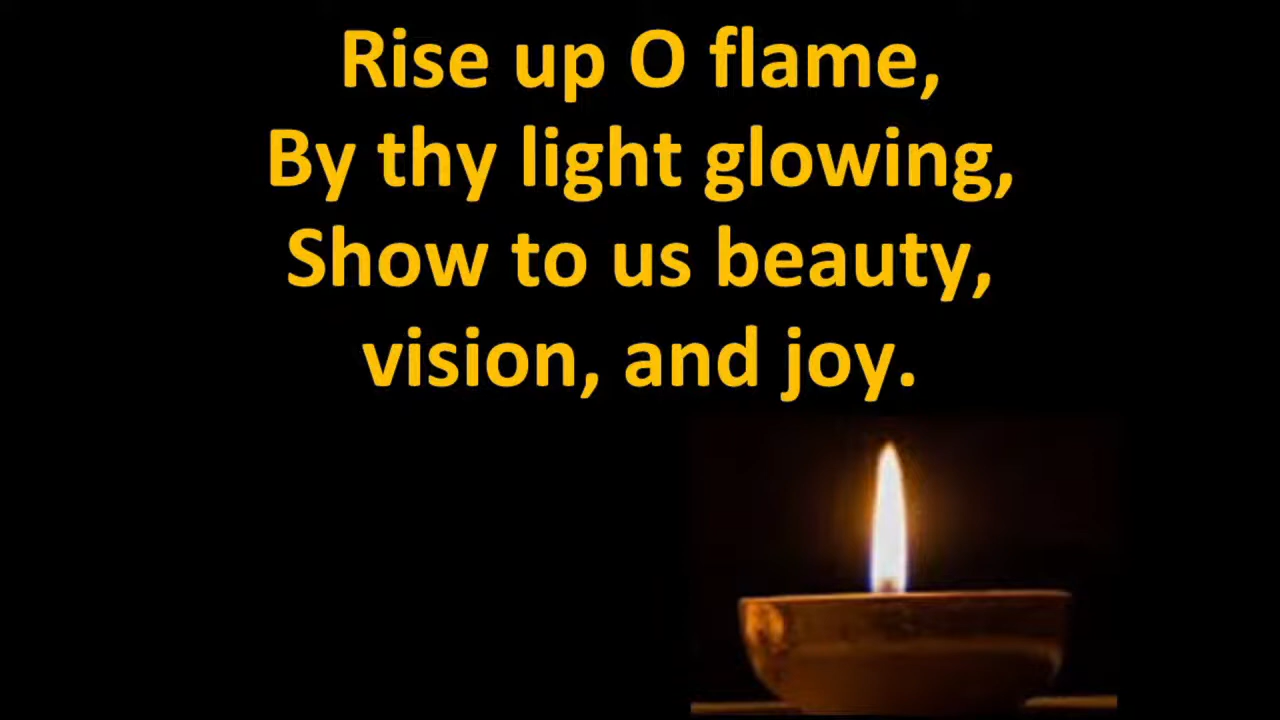 Rise up O flame,
By thy light glowing,
Show to us beauty,
vision, and joy.